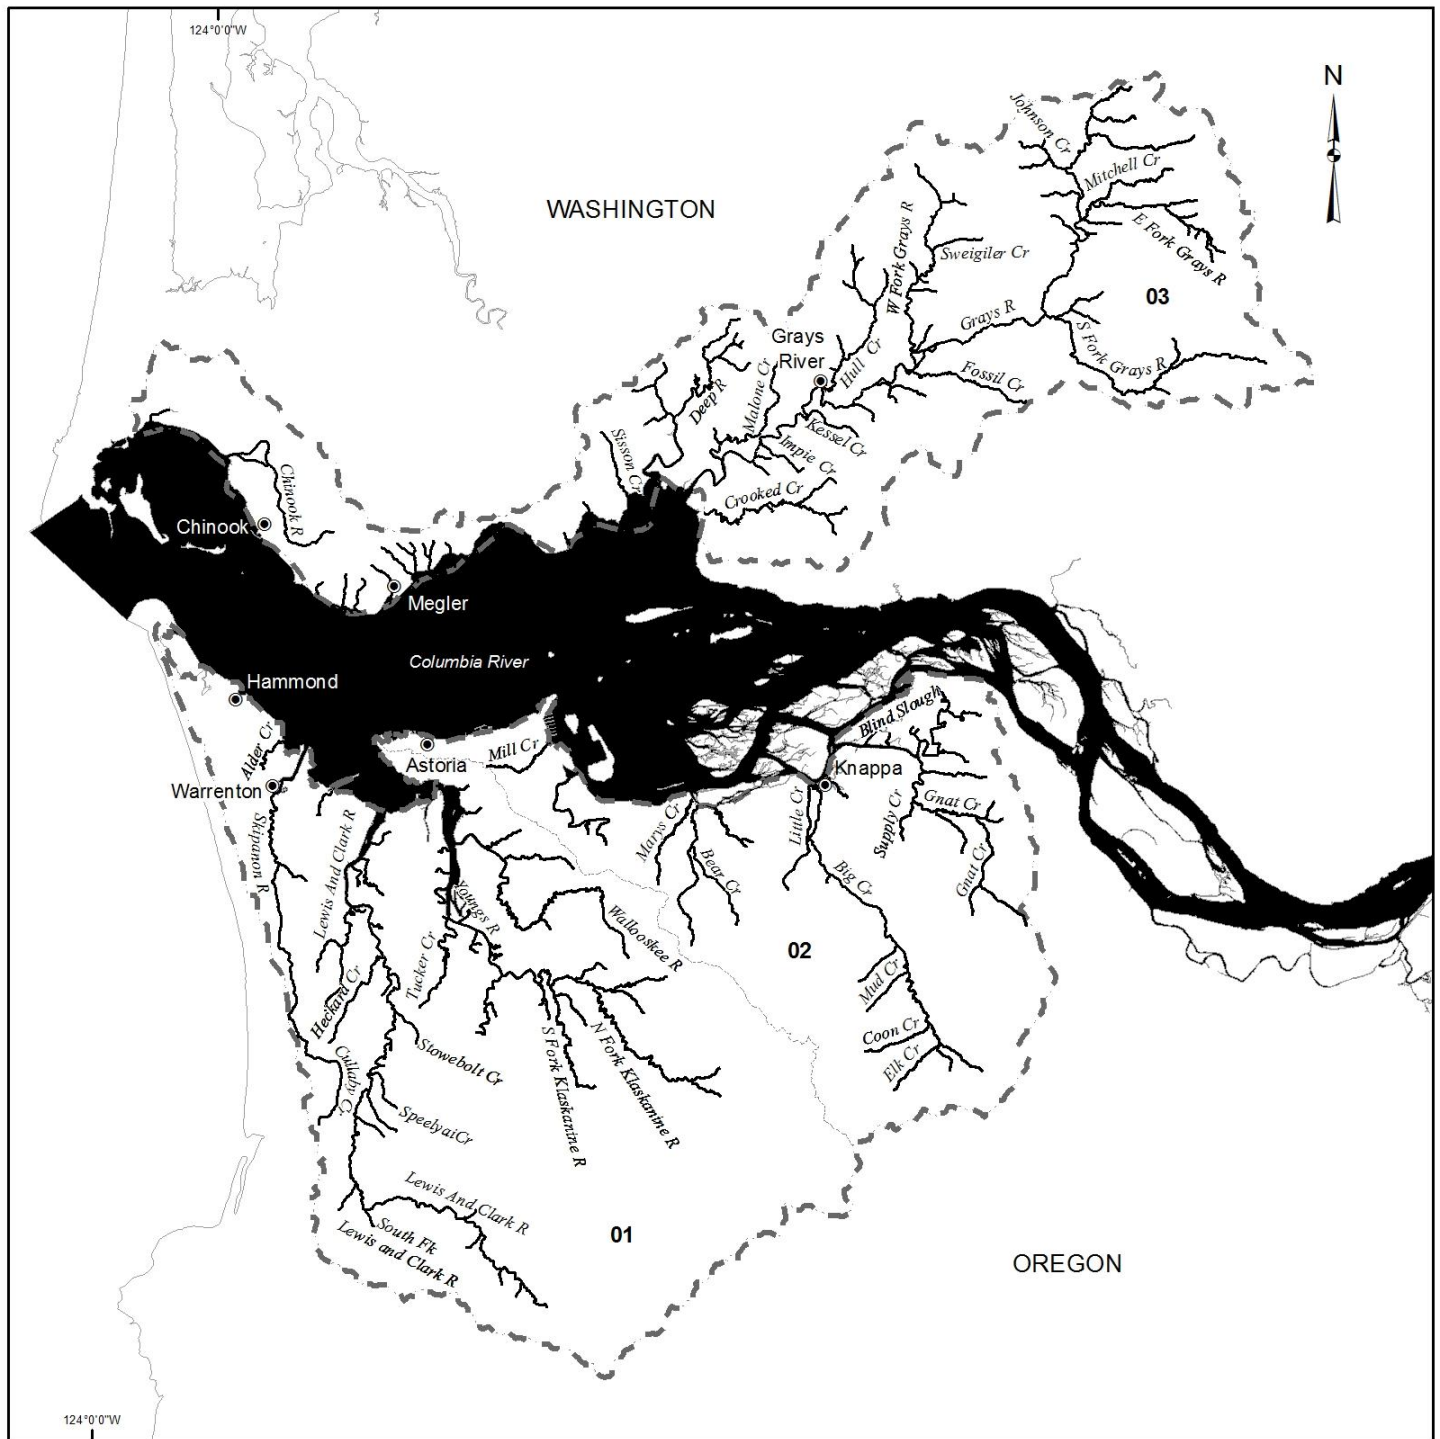 124°0'0"W
N
WASHINGTON
Johnson Cr
Mitchell Cr
E Fork Grays R
W Fork Grays R
Sweigiler Cr
03
Grays R
S Fork Grays R
Grays
River
Hull Cr
Fossil Cr
Malone Cr
Deep R
Kessel Cr
Impie Cr
Sisson Cr
Crooked Cr
Chinook R
Chinook
Megler
Columbia River
Hammond
Blind Slough
Alder Cr
Mill Cr
Astoria
Knappa
Warrenton
Skipanon R
Lewis And Clark R
Marys Cr
Bear Cr
Little Cr
Supply Cr
Gnat Cr
Gnat Cr
Big Cr
Youngs R
Wallooskee R
Tucker Cr
02
Heckard Cr
Mud Cr
Coon Cr
Elk Cr
Cullaby Cr
Stowebolt Cr
S Fork Klaskanine R
N Fork Klaskanine R
SpeelyaiCr
Lewis And Clark R
South Fk
Lewis and Clark R
01
OREGON
124°0'0"W